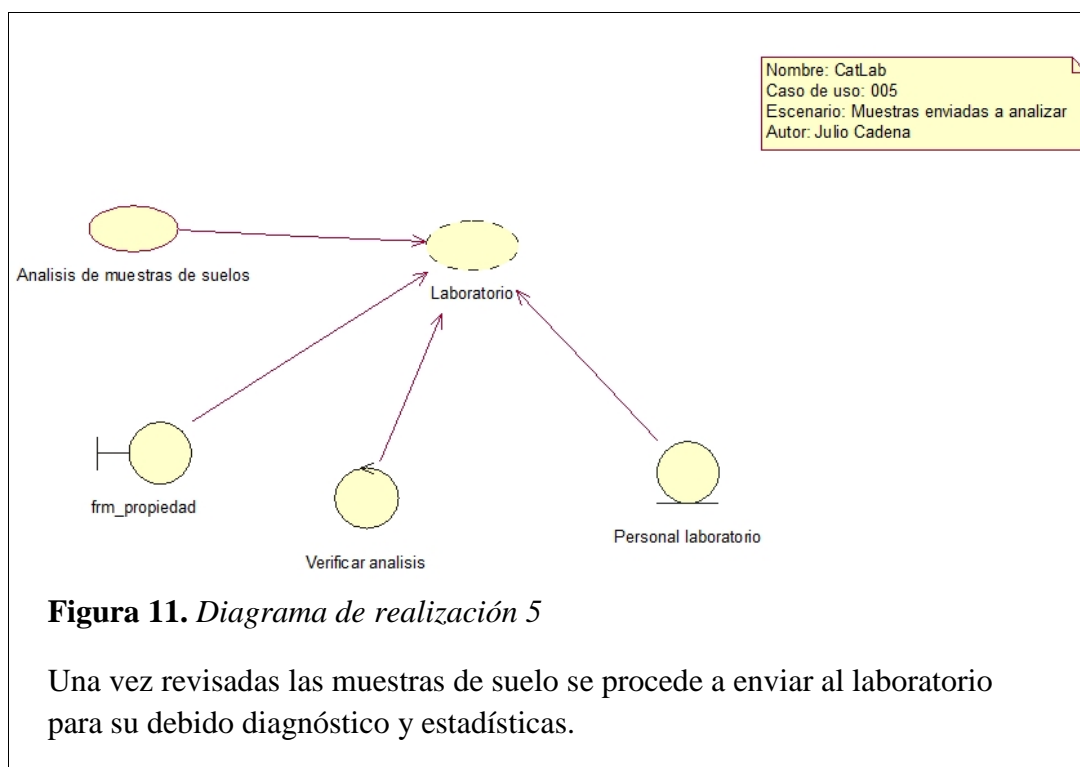 Nombre: CatLab
Caso de uso: 005
Escenario: Muestras enviadas a analizar
Autor: Julio Cadena
Analisis de muestras de suelos
Laboratorio
frm_propiedad
Verificar analisis
Personal laboratorio
Figura 11. Diagrama de realización 5
Una vez revisadas las muestras de suelo se procede a enviar al laboratorio
para su debido diagnóstico y estadísticas.